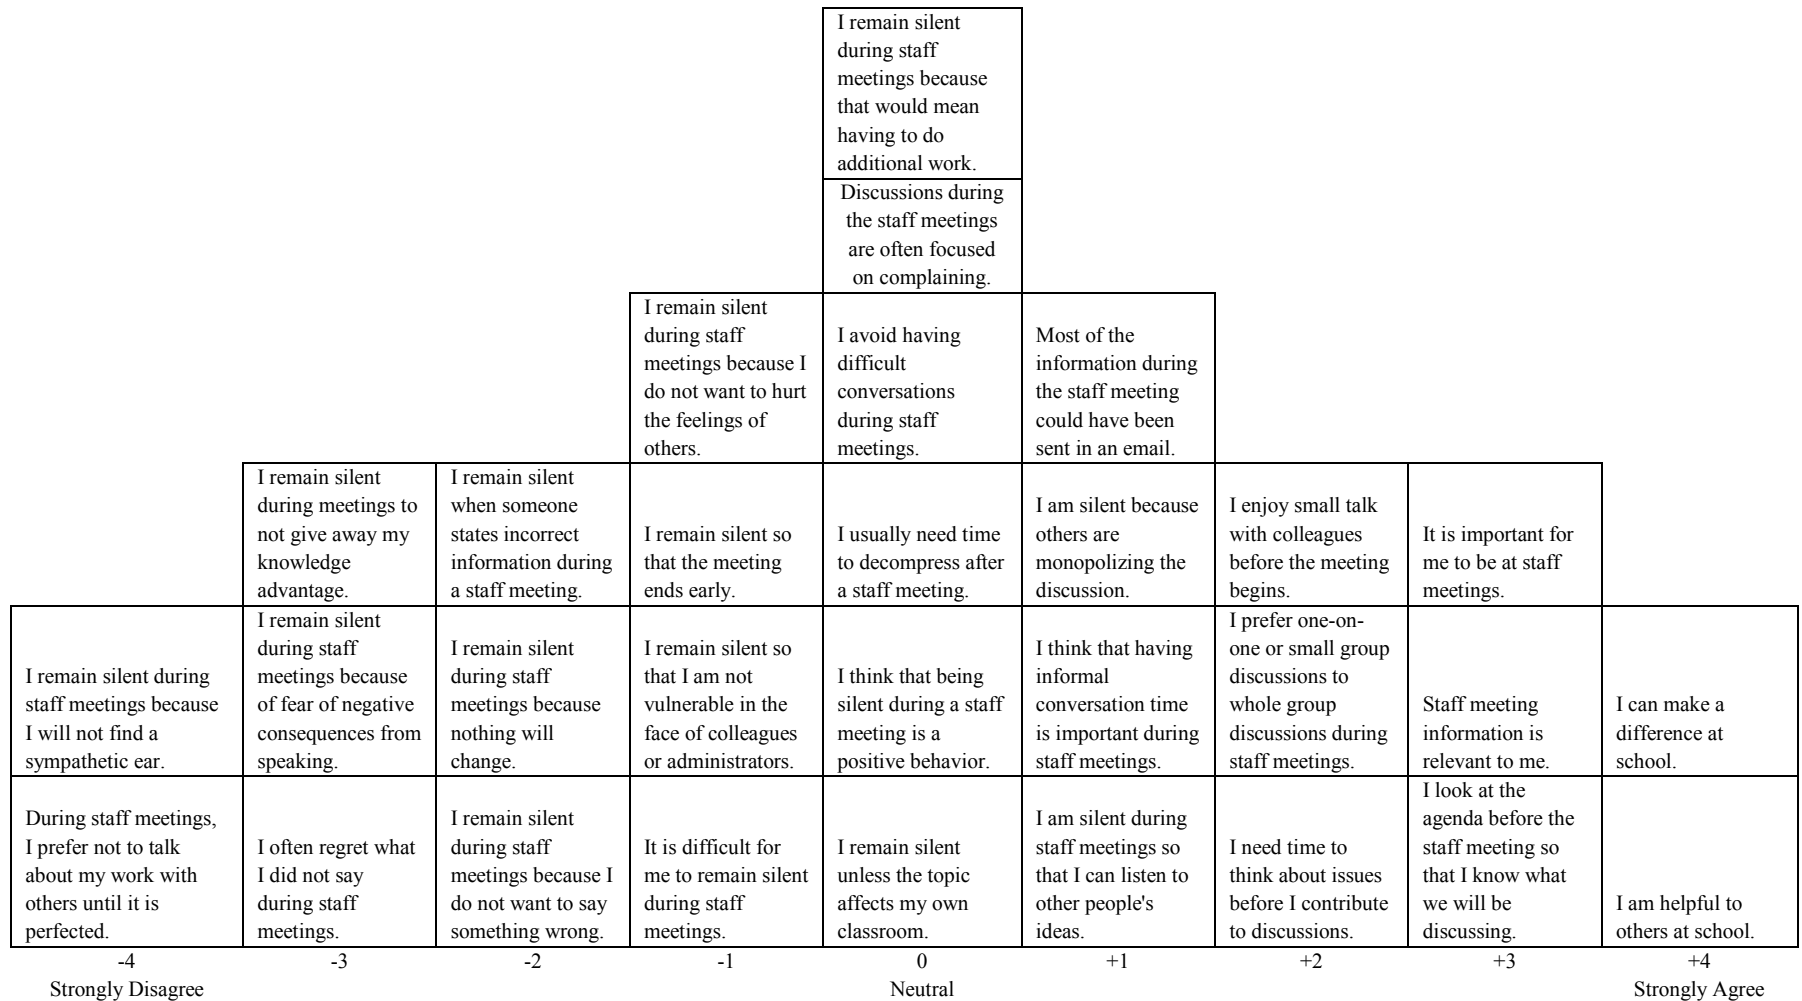 I remain silent
during staff
meetings because
that would mean
having to do
additional work.
Discussions during
the staff meetings
are often focused
on complaining.
I remain silent
during staff
meetings because I
do not want to hurt
the feelings of
others.
I avoid having
difficult
conversations
during staff
meetings.
Most of the
information during
the staff meeting
could have been
sent in an email.
I remain silent
during meetings to
not give away my
knowledge
advantage.
I remain silent
when someone
states incorrect
information during
a staff meeting.
I remain silent so
that the meeting
ends early.
I usually need time
to decompress after
a staff meeting.
I am silent because
others are
monopolizing the
discussion.
I enjoy small talk
with colleagues
before the meeting
begins.
It is important for
me to be at staff
meetings.
I remain silent during
staff meetings because
I will not find a
sympathetic ear.
I remain silent
during staff
meetings because
of fear of negative
consequences from
speaking.
I remain silent
during staff
meetings because
nothing will
change.
I remain silent so
that I am not
vulnerable in the
face of colleagues
or administrators.
I think that being
silent during a staff
meeting is a
positive behavior.
I think that having
informal
conversation time
is important during
staff meetings.
I prefer one-on-
one or small group
discussions to
whole group
discussions during
staff meetings.
Staff meeting
information is
relevant to me.
I can make a
difference at
school.
During staff meetings,
I prefer not to talk
about my work with
others until it is
perfected.
I often regret what
I did not say
during staff
meetings.
I remain silent
during staff
meetings because I
do not want to say
something wrong.
It is difficult for
me to remain silent
during staff
meetings.
I remain silent
unless the topic
affects my own
classroom.
I am silent during
staff meetings so
that I can listen to
other people's
ideas.
I need time to
think about issues
before I contribute
to discussions.
I look at the
agenda before the
staff meeting so
that I know what
we will be
discussing.
I am helpful to
others at school.
-4 -3 -2 -1 0 +1 +2 +3 +4
Strongly Disagree Neutral Strongly Agree